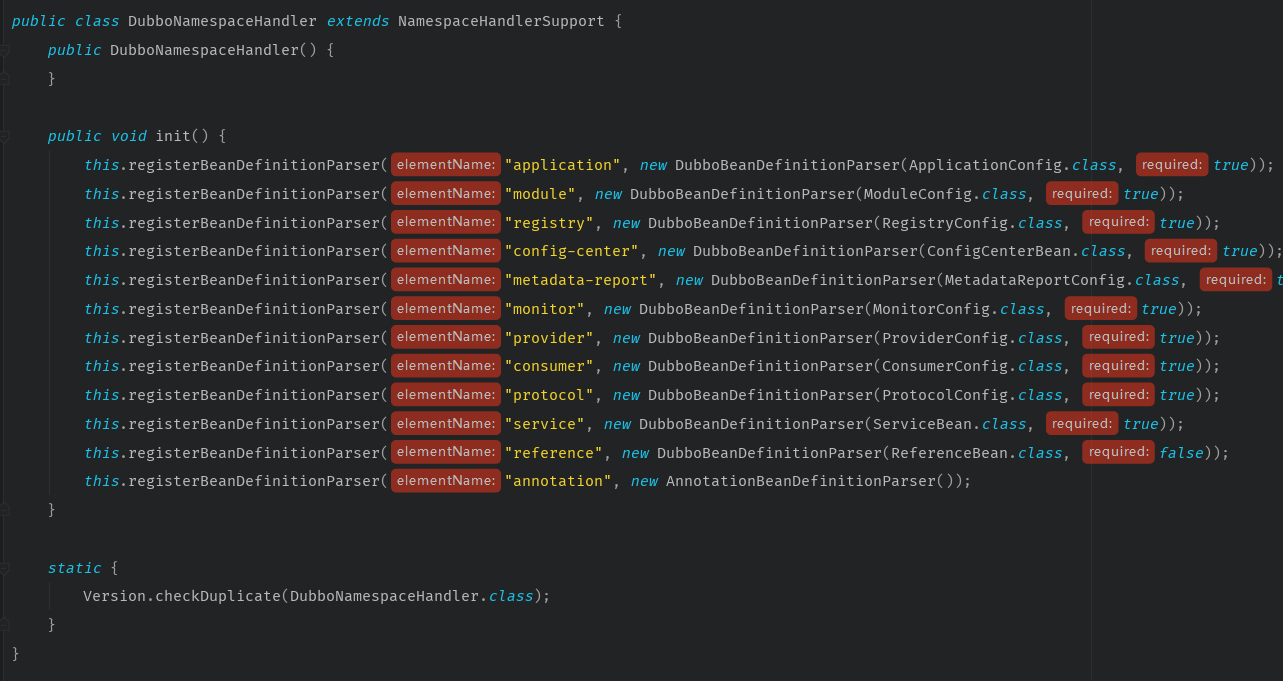 public class DubboNamespaceHandler extends NamespaceHandlerSupport {
    public DubboNamespaceHandler() {
    }

    public void init() {
        this.registerBeanDefinitionParser( elementName: "application", new DubboBeanDefinitionParser(ApplicationConfig.class, required: true));
        this.registerBeanDefinitionParser( elementName: "module", new DubboBeanDefinitionParser(ModuleConfig.class, required: true));
        this.registerBeanDefinitionParser( elementName: "registry", new DubboBeanDefinitionParser(RegistryConfig.class, required: true));
        this.registerBeanDefinitionParser( elementName: "config-center", new DubboBeanDefinitionParser(ConfigCenterBean.class, required: true));
        this.registerBeanDefinitionParser( elementName: "metadata-report", new DubboBeanDefinitionParser(MetadataReportConfig.class, required: t
        this.registerBeanDefinitionParser( elementName: "monitor", new DubboBeanDefinitionParser(MonitorConfig.class, required: true));
        this.registerBeanDefinitionParser( elementName: "provider", new DubboBeanDefinitionParser(ProviderConfig.class, required: true));
        this.registerBeanDefinitionParser( elementName: "consumer", new DubboBeanDefinitionParser(ConsumerConfig.class, required: true));
        this.registerBeanDefinitionParser( elementName: "protocol", new DubboBeanDefinitionParser(ProtocolConfig.class, required: true));
        this.registerBeanDefinitionParser( elementName: "service", new DubboBeanDefinitionParser(ServiceBean.class, required: true));
        this.registerBeanDefinitionParser( elementName: "reference", new DubboBeanDefinitionParser(ReferenceBean.class, required: false));
        this.registerBeanDefinitionParser( elementName: "annotation", new AnnotationBeanDefinitionParser());
    }

    static {
        Version.checkDuplicate(DubboNamespaceHandler.class);
    }
}